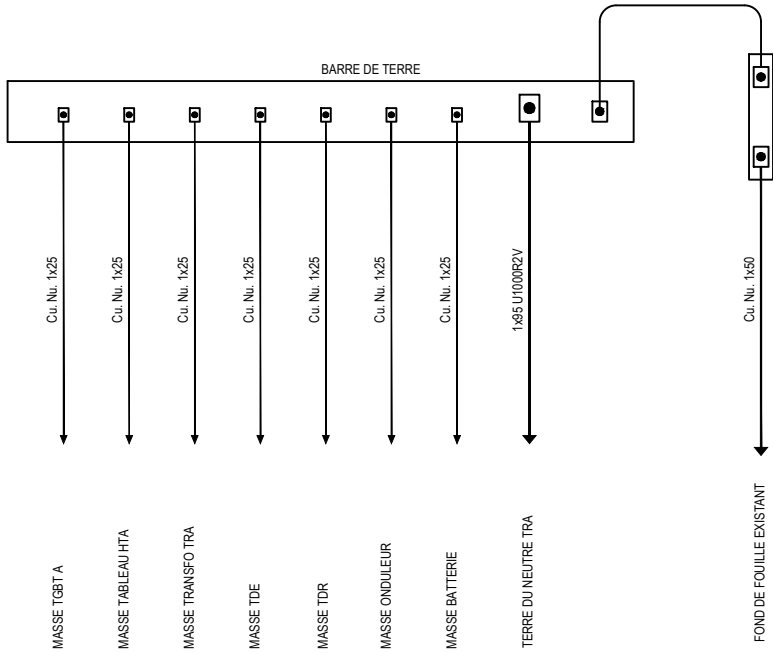 BARRE DE TERRE
Cu. Nu. 1x25
Cu. Nu. 1x25
Cu. Nu. 1x25
Cu. Nu. 1x25
Cu. Nu. 1x25
Cu. Nu. 1x25
Cu. Nu. 1x25
1x95 U1000R2V
Cu. Nu. 1x50
MASSE TGBT A
MASSE TABLEAU HTA
MASSE TRANSFO TRA
MASSE TDE
MASSE TDR
MASSE ONDULEUR
MASSE BATTERIE
TERRE DU NEUTRE TRA
FOND DE FOUILLE EXISTANT